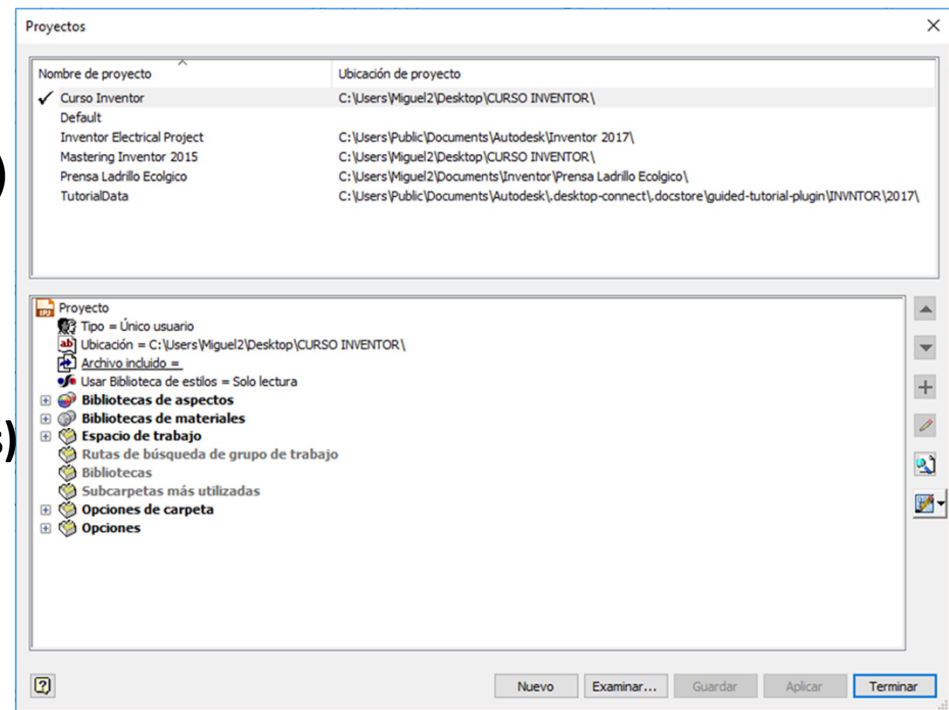 Proyectos
Nombre de proyecto Ubicación de proyecto
Curso Inventor C:\Users\Miguel2\Desktop\CURSO INVENTOR\
Default
Inventor Electrical Project C:\Users\Public\Documents\Autodesk\Inventor 2017\
Mastering Inventor 2015 C:\Users\Miguel2\Desktop\CURSO INVENTOR\
)
Prensa Ladrillo Ecolgico C:\Users\Miguel2\Documents\Inventor\Prensa Ladrillo Ecolgico\
TutorialData C:\Users\Public\Documents\Autodesk\.desktop-connect\.docstore\guided-tutorial-plugin\INVNTOR\2017\
Proyecto
Tipo = Único usuario
Ubicación = C:\Users\Miguel2\Desktop\CURSO INVENTOR\
Archivo incluido =
Usar Biblioteca de estilos = Solo lectura
Bibliotecas de aspectos
Bibliotecas de materiales
Espacio de trabajo
s)
Rutas de búsqueda de grupo de trabajo
Bibliotecas
Subcarpetas más utilizadas
Opciones de carpeta
Opciones
Nuevo Examinar... Guardar Aplicar Terminar